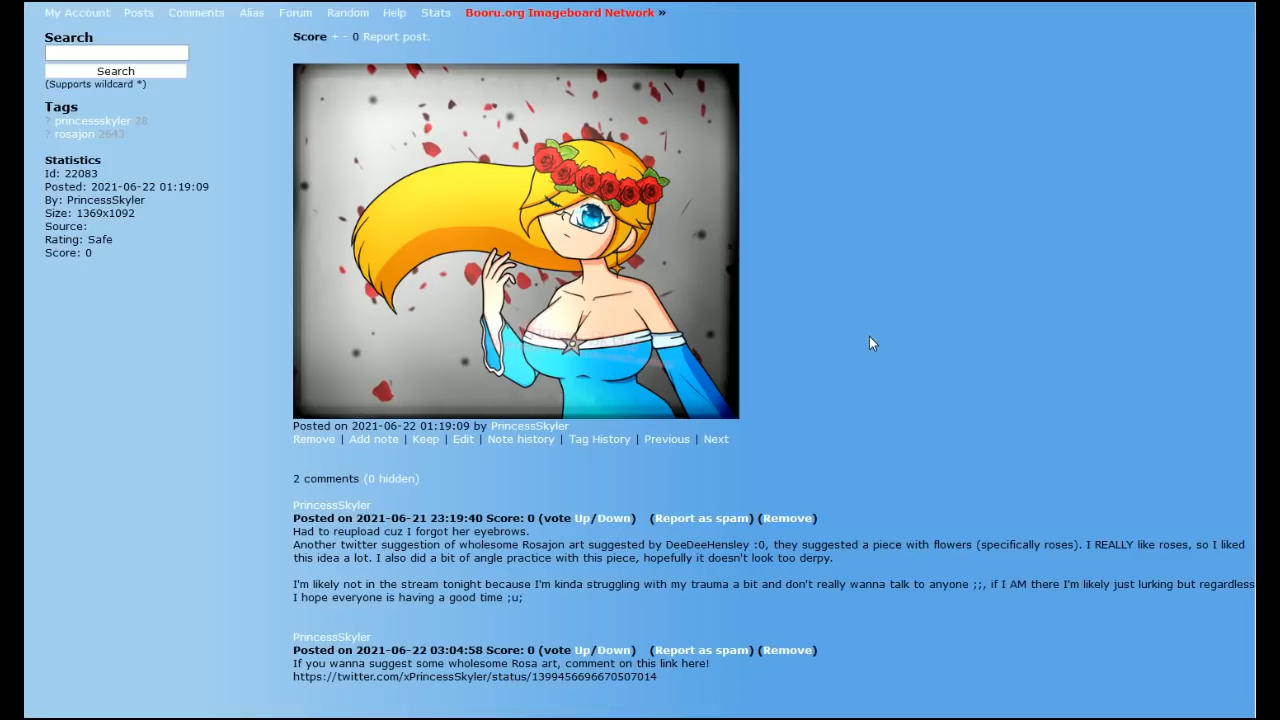 My Account Posts Comments Alias Forum Random Help Stats Booru.org Imageboard Network »
Search
Search
(Supports wildcard *)
Tags
? princessskyler 28
? rosajon 2643
Statistics
Id: 22083
Posted: 2021-06-22 01:19:09
By: PrincessSkyler
Size: 1369x1092
Source:
Rating: Safe
Score: 0
Score + - 0 Report post.
Posted on 2021-06-22 01:19:09 by PrincessSkyler
Remove | Add note | Keep | Edit | Note history | Tag History | Previous | Next
2 comments (0 hidden)
PrincessSkyler
Posted on 2021-06-21 23:19:40 Score: 0 (vote Up/Down) (Report as spam) (Remove)
Had to reupload cuz I forgot her eyebrows.
Another twitter suggestion of wholesome Rosajon art suggested by DeeDeeHensley :0, they suggested a piece with flowers (specifically roses). I REALLY like roses, so I liked
this idea a lot. I also did a bit of angle practice with this piece, hopefully it doesn't look too derpy.
I'm likely not in the stream tonight because I'm kinda struggling with my trauma a bit and don't really wanna talk to anyone ;;, if I AM there I'm likely just lurking but regardless
I hope everyone is having a good time ;u;
PrincessSkyler
Posted on 2021-06-22 03:04:58 Score: 0 (vote Up/Down) (Report as spam) (Remove)
If you wanna suggest some wholesome Rosa art, comment on this link here!
https://twitter.com/xPrincessSkyler/status/1399456696670507014